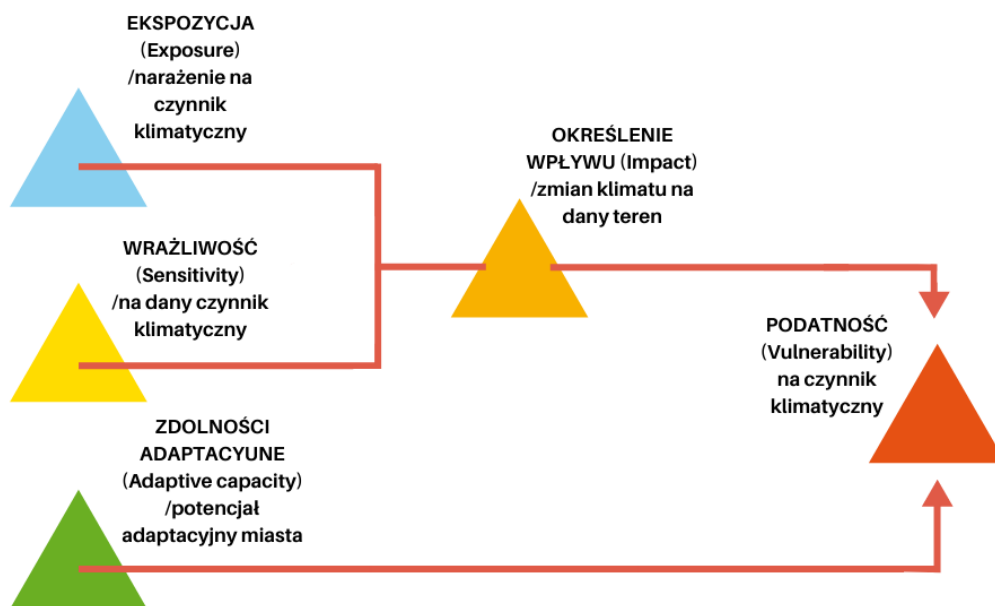 EKSPOZYCJA
(Exposure)
/narażenie na
czynnik
klimatyczny
WRAŻLIWOŚĆ
(Sensitivity)
/na dany czynnik
klimatyczny
ZDOLNOŚCI
ADAPTACYUNE
(Adaptive capacity)
/potencjał
adaptacyjny miasta
OKREŚLENIE
WPŁYWU (Impact)
/zmian klimatu na
dany teren
PODATNOŚĆ
(Vulnerability)
na czynnik
klimatyczny